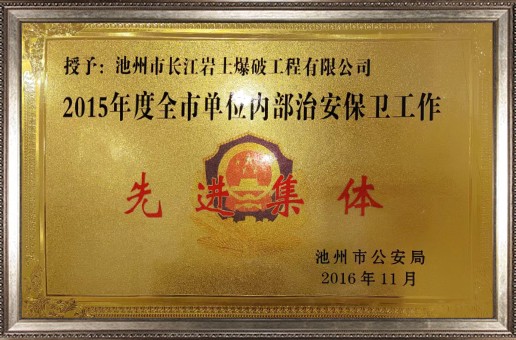 授予：池州市长江岩土爆破工程有限公司
2015年度全市单位内部治安保卫工作
先进集体
池州市公安局
2016年11月